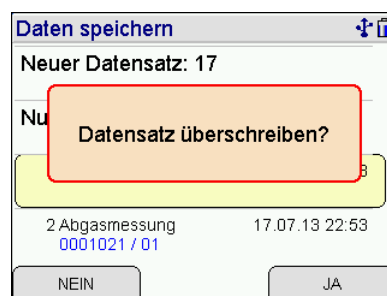 Daten speichern
Neuer Datensatz: 17
Nu
Datensatz überschreiben?
2 Abgasmessung 17.07.13 22:53
0001021 / 01
NEIN JA